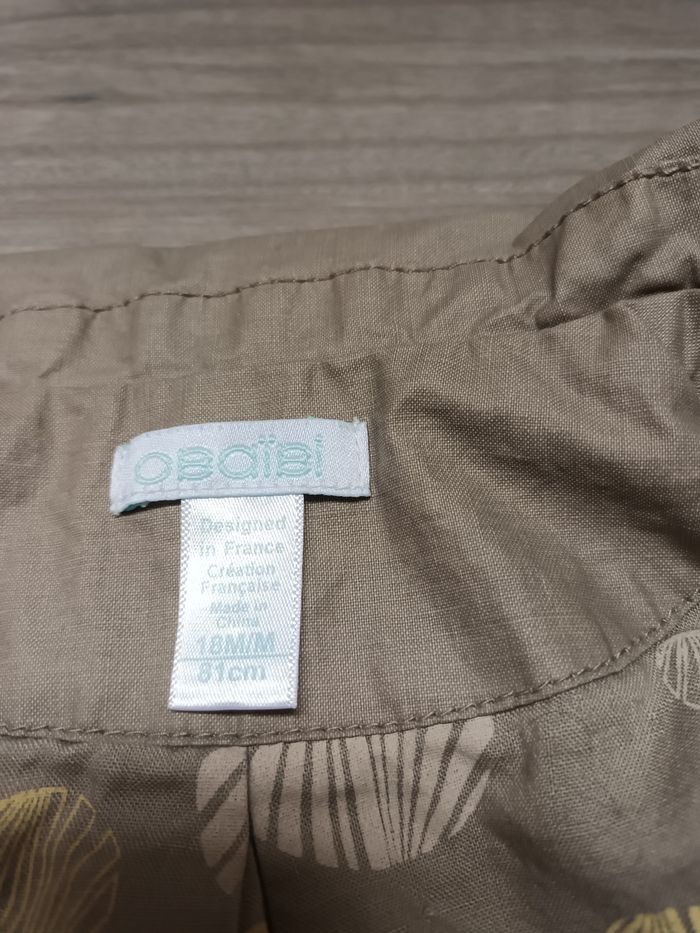 obaïbi
Designed
in France
Création
Française
Made in
China
18M/M
81cm